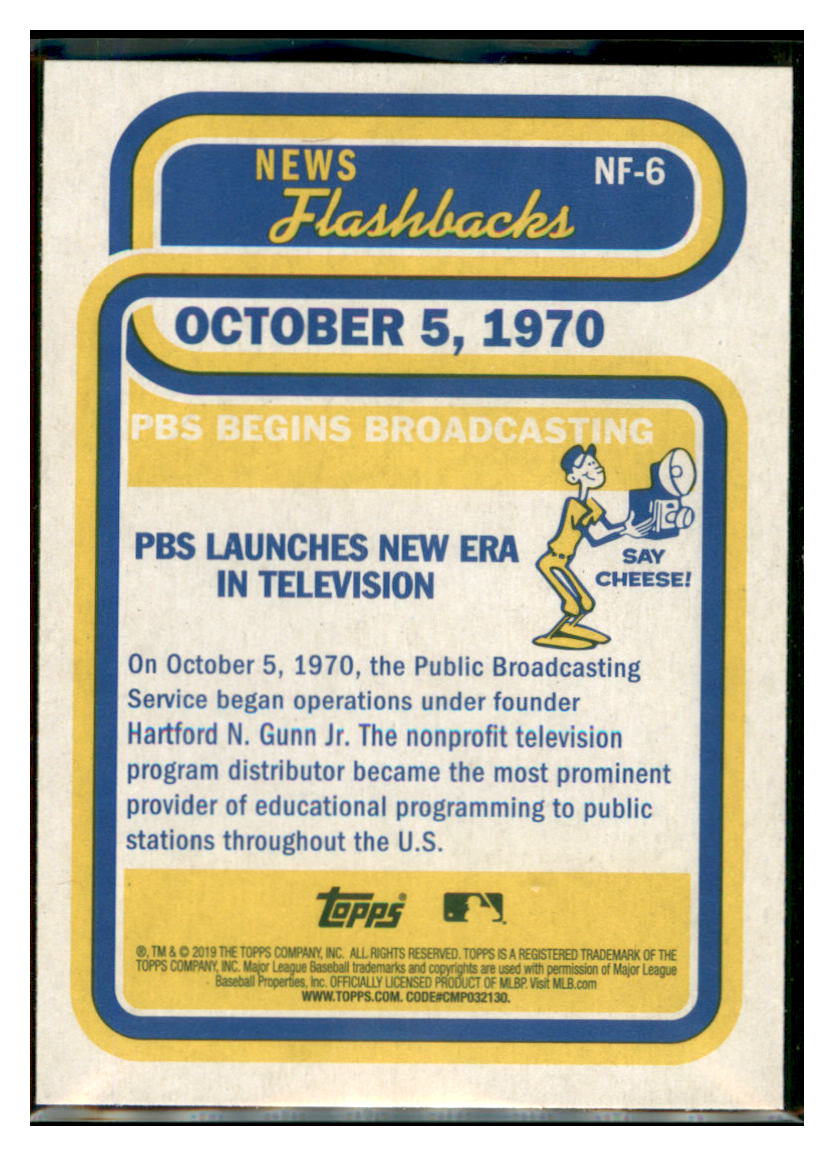 NEWS
NF-6
Flashbacks
OCTOBER 5, 1970
PBS BEGINS BROADCASTING
PBS LAUNCHES NEW ERA
IN TELEVISION
SAY
CHEESE!
On October 5, 1970, the Public Broadcasting
Service began operations under founder
Hartford N. Gunn Jr. The nonprofit television
program distributor became the most prominent
provider of educational programming to public
stations throughout the U.S.
topps®
®, TM & © 2019 THE TOPPS COMPANY, INC. ALL RIGHTS RESERVED. TOPPS IS A REGISTERED TRADEMARK OF THE
TOPPS COMPANY, INC. Major League Baseball trademarks and copyrights are used with permission of Major League
Baseball Properties, Inc. OFFICIALLY LICENSED PRODUCT OF MLBP. Visit MLB.com
WWW.TOPPS.COM. CODE#CMP032130.